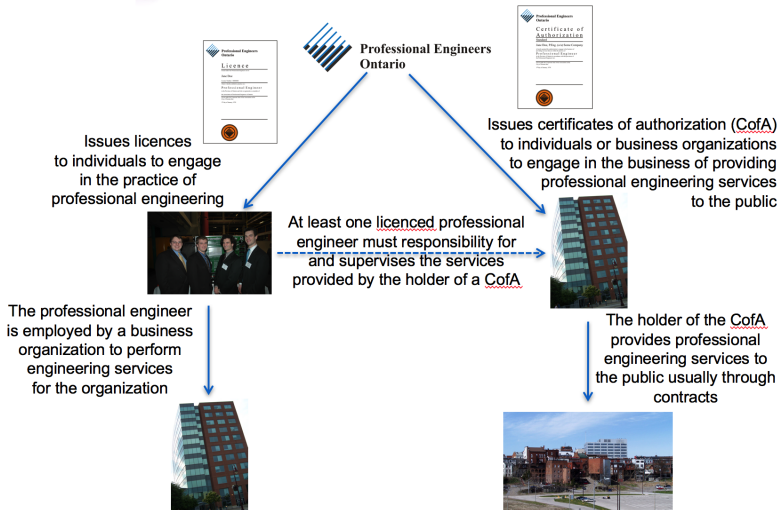 Professional Engineers
Ontario
Licence
Professional Engineers
Ontario
Professional Engineer
Professional Engineers
Ontario
Certificate of
Authorization
Professional Engineer
Issues licences
to individuals to engage
in the practice of
professional engineering
Issues certificates of authorization (CofA)
to individuals or business organizations
to engage in the business of providing
professional engineering services
to the public
At least one licenced professional
engineer must responsibility for
and supervises the services
provided by the holder of a CofA
The professional engineer
is employed by a business
organization to perform
engineering services
for the organization
The holder of the CofA
provides professional
engineering services to
the public usually through
contracts